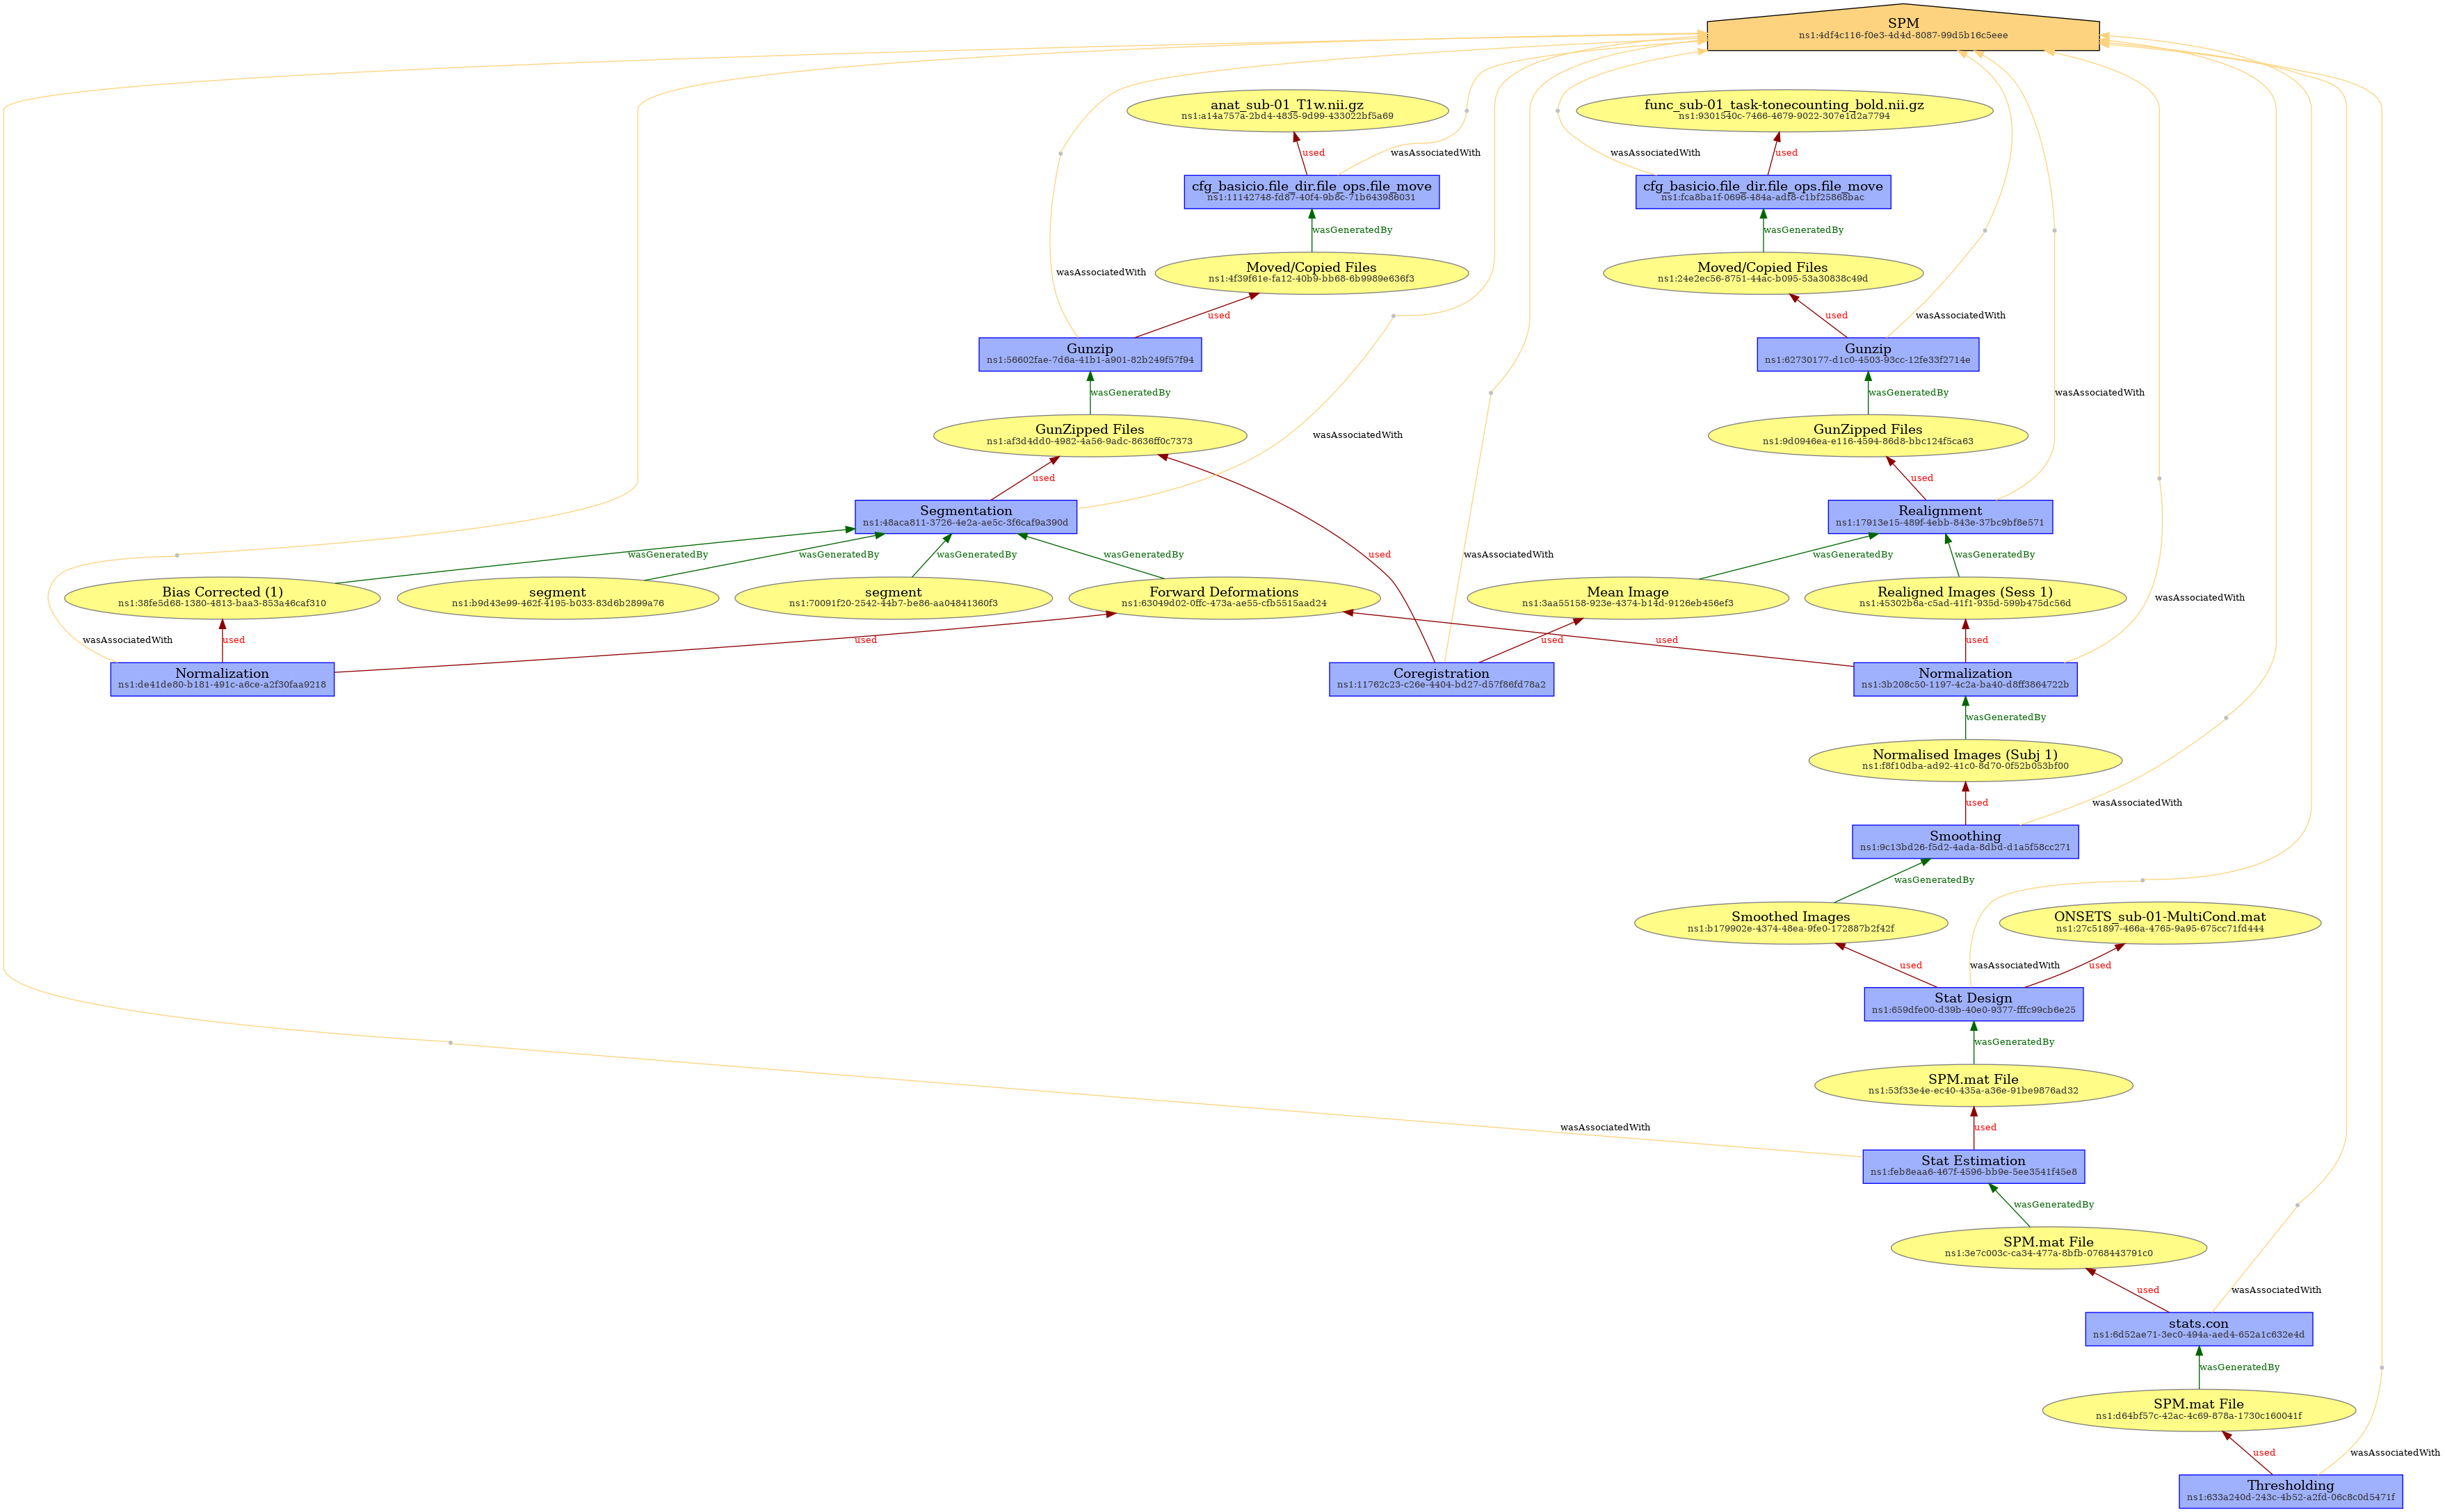 SPM
ns1:4df4c116-f0e3-4d4d-8087-99d5b16c5eee
anat_sub-01_T1w.nii.gz
ns1:a14a757a-2bd4-4835-9d99-433022bf5a69
func_sub-01_task-tonecounting_bold.nii.gz
ns1:9301540c-7466-4679-9022-307e1d2a7794
used
wasAssociatedWith
wasAssociatedWith
used
cfg_basicio.file_dir.file_ops.file_move
ns1:11142748-fd87-40f4-9b8c-71b643986031
cfg_basicio.file_dir.file_ops.file_move
ns1:fca8ba1f-0696-484a-adf8-c1bf25868bac
wasGeneratedBy
wasGeneratedBy
wasAssociatedWith
Moved/Copied Files
ns1:4f39f61e-fa12-40b9-bb68-6b9989e636f3
Moved/Copied Files
ns1:24e2ec56-8751-44ac-b095-53a30838c49d
used
used
wasAssociatedWith
Gunzip
ns1:56602fae-7d6a-41b1-a901-82b249f57f94
Gunzip
ns1:62730177-d1c0-4503-93cc-12fe33f2714e
wasGeneratedBy
wasGeneratedBy
wasAssociatedWith
GunZipped Files
ns1:af3d4dd0-4982-4a56-9adc-8636ff0c7373
wasAssociatedWith
GunZipped Files
ns1:9d0946ea-e116-4594-86d8-bbc124f5ca63
used
used
Segmentation
ns1:48aca811-3726-4e2a-ae5c-3f6caf9a390d
Realignment
ns1:17913e15-489f-4ebb-843e-37bc9bf8e571
wasGeneratedBy
wasGeneratedBy
wasGeneratedBy
wasGeneratedBy
used
wasAssociatedWith
wasGeneratedBy
wasGeneratedBy
Bias Corrected (1)
ns1:38fe5d68-1380-4813-baa3-853a46caf310
segment
ns1:b9d43e99-462f-4195-b033-83d6b2899a76
segment
ns1:70091f20-2542-44b7-be86-aa04841360f3
Forward Deformations
ns1:63049d02-0ffc-473a-ae55-cfb5515aad24
Mean Image
ns1:3aa55158-923e-4374-b14d-9126eb456ef3
Realigned Images (Sess 1)
ns1:45302b6a-c5ad-41f1-935d-599b475dc56d
wasAssociatedWith
wasAssociatedWith
used
used
used
used
used
Normalization
ns1:de41de80-b181-491c-a6ce-a2f30faa9218
Coregistration
ns1:11762c23-c26e-4404-bd27-d57f86fd78a2
Normalization
ns1:3b208c50-1197-4c2a-ba40-d8ff3864722b
wasGeneratedBy
Normalised Images (Subj 1)
ns1:f8f10dba-ad92-41c0-8d70-0f52b053bf00
used
wasAssociatedWith
Smoothing
ns1:9c13bd26-f5d2-4ada-8dbd-d1a5f58cc271
wasGeneratedBy
Smoothed Images
ns1:b179902e-4374-48ea-9fe0-172887b2f42f
ONSETS_sub-01-MultiCond.mat
ns1:27c51897-466a-4765-9a95-675cc71fd444
used
wasAssociatedWith
used
Stat Design
ns1:659dfe00-d39b-40e0-9377-fffc99cb6e25
wasGeneratedBy
SPM.mat File
ns1:53f33e4e-ec40-435a-a36e-91be9876ad32
wasAssociatedWith
used
Stat Estimation
ns1:feb8eaa6-467f-4596-bb9e-5ee3541f45e8
wasGeneratedBy
SPM.mat File
ns1:3e7c003c-ca34-477a-8bfb-0768443791c0
used
wasAssociatedWith
stats.con
ns1:6d52ae71-3ec0-494a-aed4-652a1c632e4d
wasGeneratedBy
SPM.mat File
ns1:d64bf57c-42ac-4c69-878a-1730c160041f
used
wasAssociatedWith
Thresholding
ns1:633a240d-243c-4b52-a2fd-06c8c0d5471f